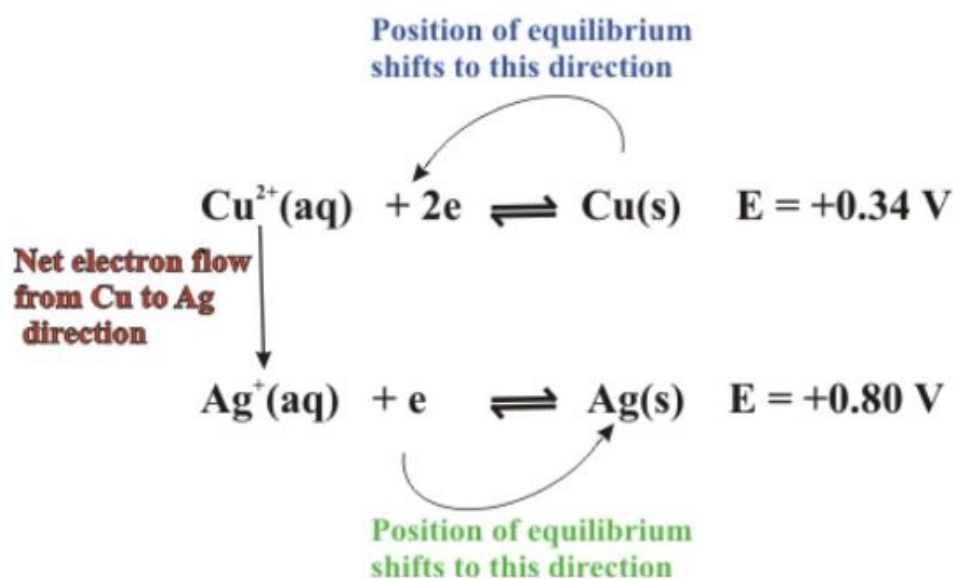 Position of equilibrium
shifts to this direction
Cu²⁺(aq) + 2e ⇌ Cu(s) E = +0.34 V
Net electron flow
from Cu to Ag
direction
Ag⁺(aq) + e ⇌ Ag(s) E = +0.80 V
Position of equilibrium
shifts to this direction